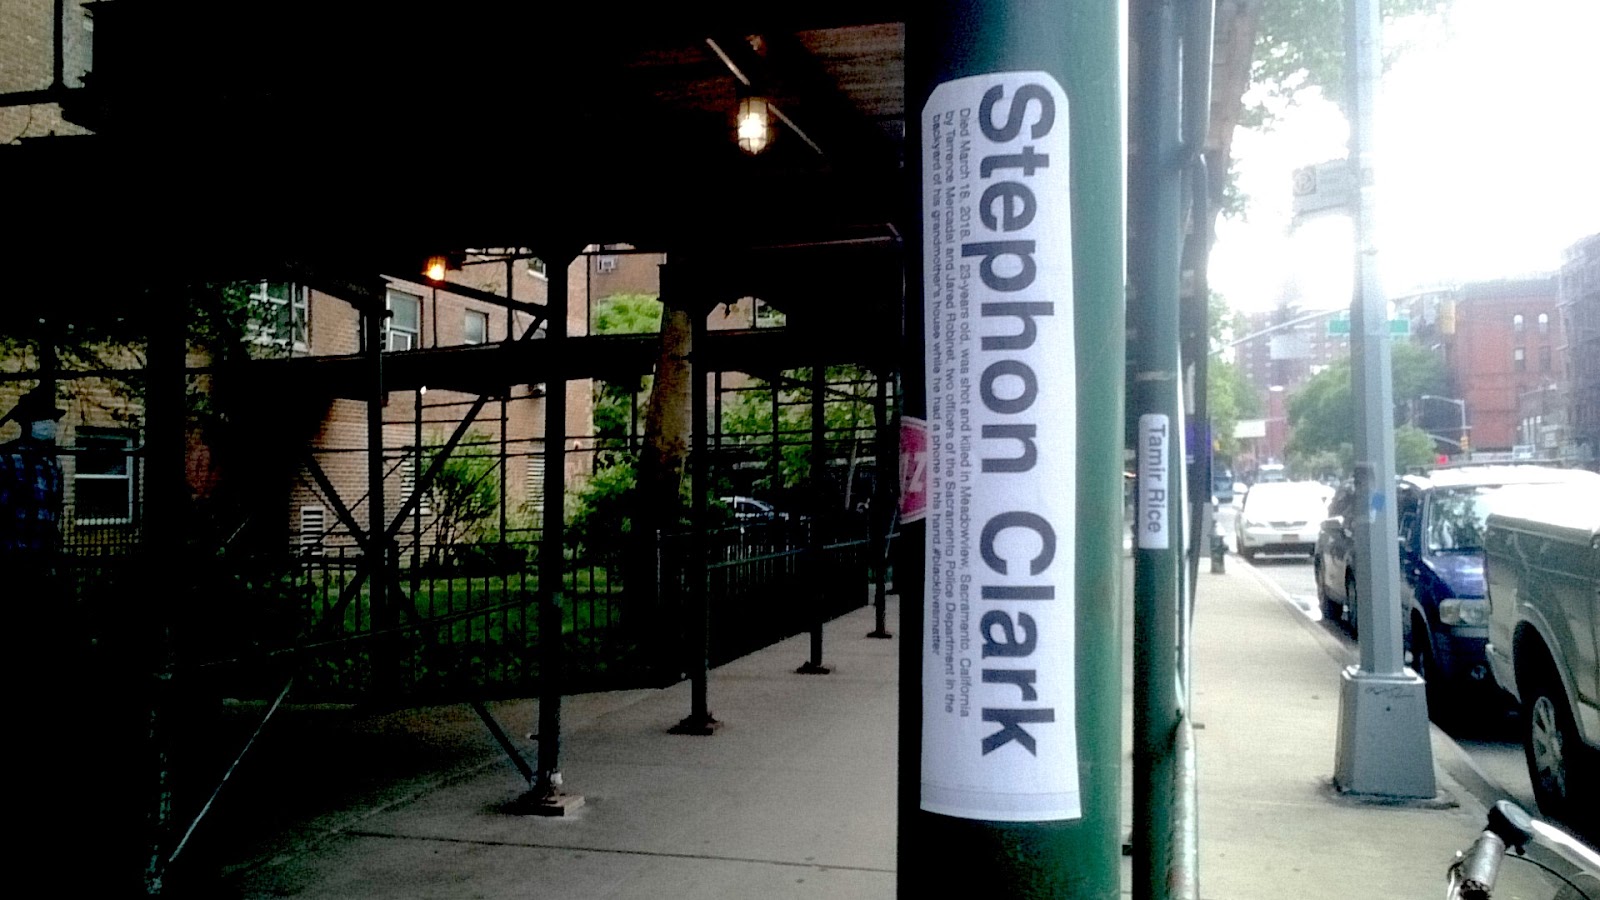 Stephon Clark
Died March 18, 2018. 23-years old, was shot and killed in Meadowview, Sacramento, California
by Terrence Mercadal and Jared Robinet, two officers of the Sacramento Police Department in the
backyard of his grandmother's house while he had a phone in his hand.#blacklivesmatter
Tamir Rice